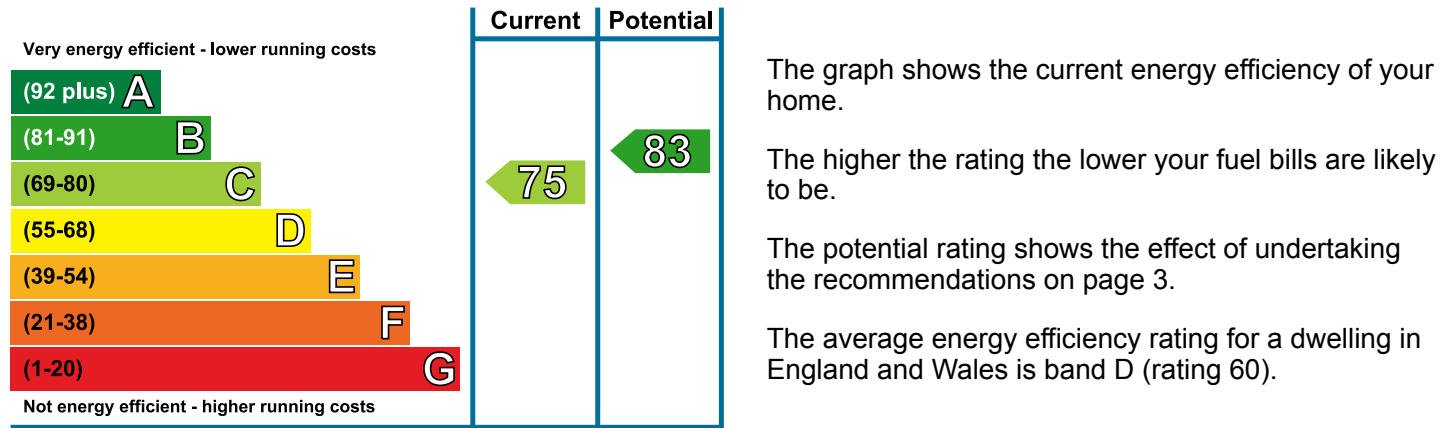 Current Potential
Very energy efficient - lower running costs
(92 plus) A
(81-91) B
(69-80) C
(55-68) D
(39-54) E
(21-38) F
(1-20) G
Not energy efficient - higher running costs
75
83
The graph shows the current energy efficiency of your
home.
The higher the rating the lower your fuel bills are likely
to be.
The potential rating shows the effect of undertaking
the recommendations on page 3.
The average energy efficiency rating for a dwelling in
England and Wales is band D (rating 60).